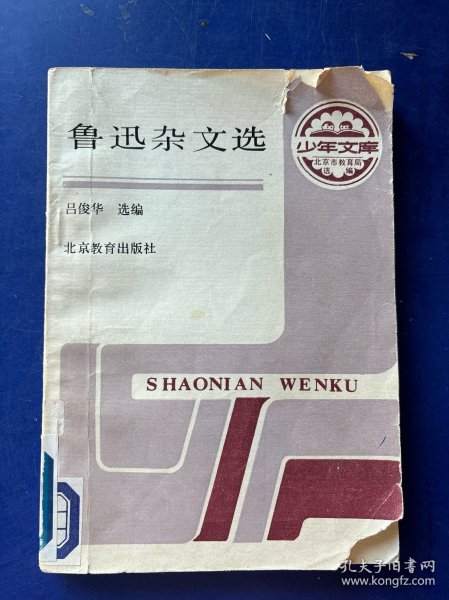 鲁迅杂文选
少年文库
北京市教育局
选编
吕俊华 选编
北京教育出版社
SHAONIAN WENKU
孔夫子旧书网
www.kongfz.com